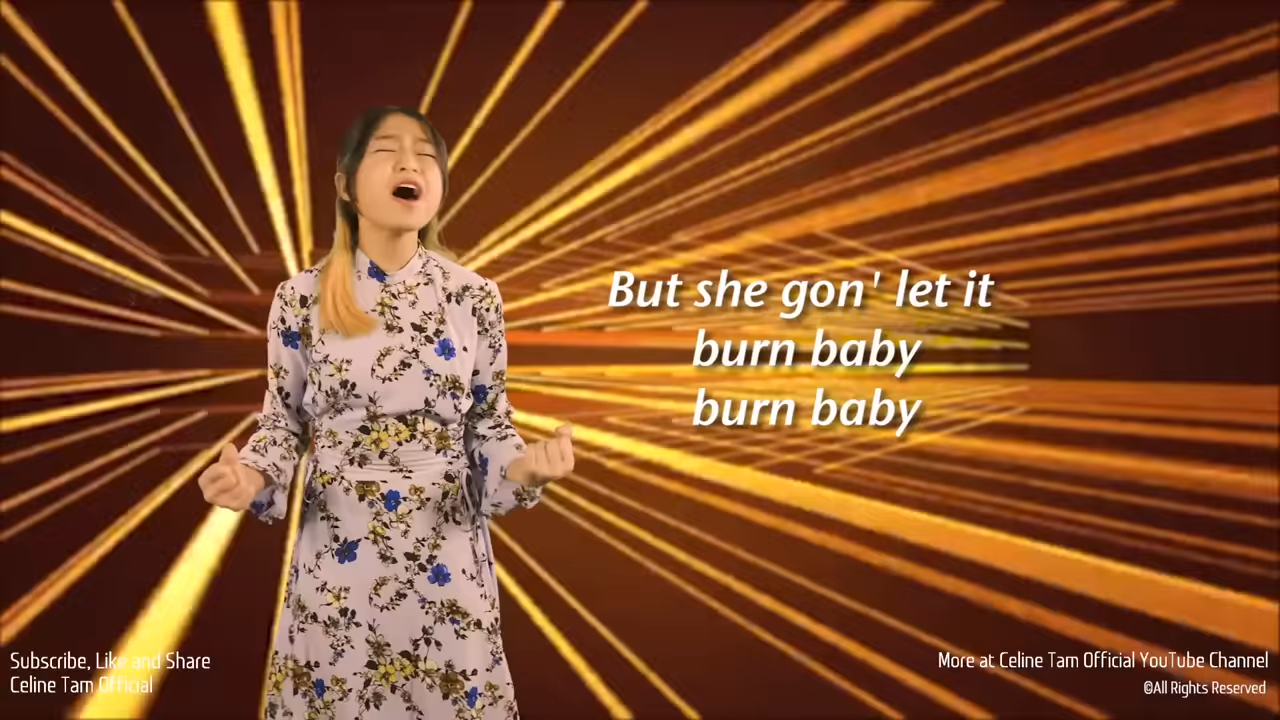 But she gon' let it
burn baby
burn baby
Subscribe, Like and Share
Celine Tam Official
More at Celine Tam Official YouTube Channel
©All Rights Reserved